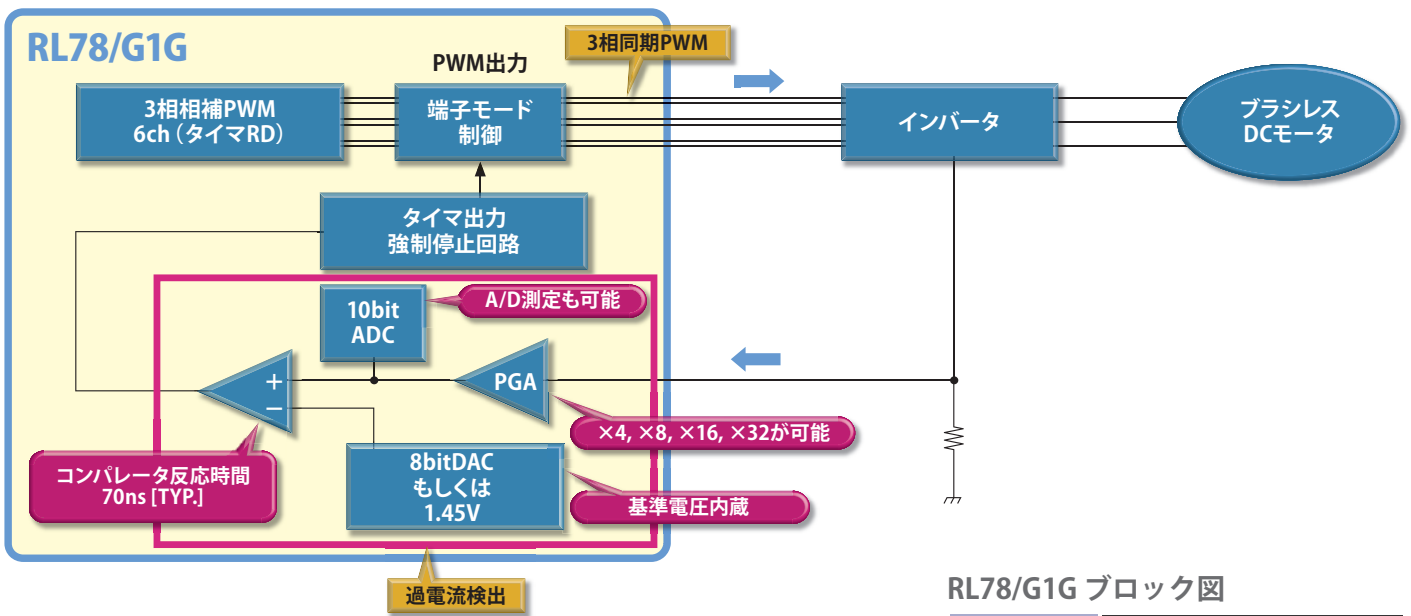 RL78/G1G
PWM出力
3相同期PWM
3相相補PWM
6ch（タイマRD）
端子モード
制御
インバータ
ブラシレス
DCモータ
タイマ出力
強制停止回路
10bit
ADC
A/D測定も可能
+
−
PGA
×4, ×8, ×16, ×32が可能
コンパレータ反応時間
70ns [TYP.]
8bitDAC
もしくは
1.45V
基準電圧内蔵
過電流検出
RL78/G1G ブロック図